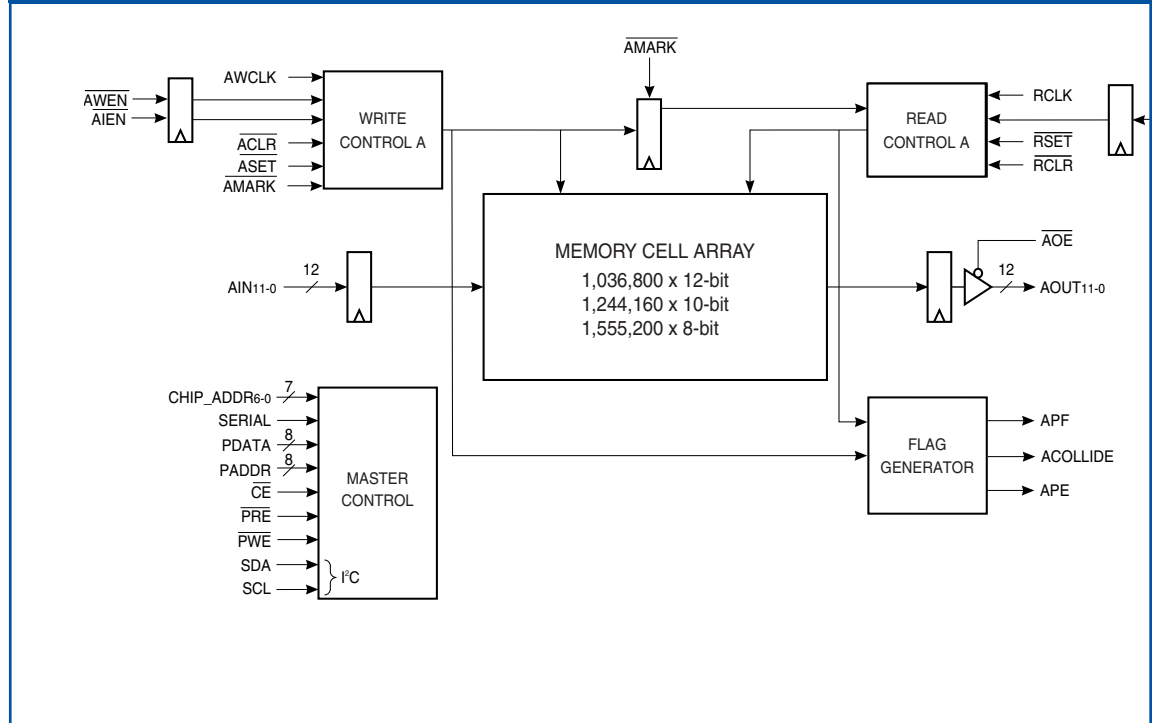 AMARK
AWCLK
AWEN
AIEN
WRITE
CONTROL A
ACLR
ASET
AMARK
RCLK
READ
CONTROL A
RSET
RCLR
MEMORY CELL ARRAY
1,036,800 x 12-bit
1,244,160 x 10-bit
1,555,200 x 8-bit
AIN11-0
12
AOE
12
AOUT11-0
CHIP_ADDR6-0
7
SERIAL
PDATA
8
PADDR
8
CE
PRE
PWE
SDA
SCL
I²C
MASTER
CONTROL
FLAG
GENERATOR
APF
ACOLLIDE
APE